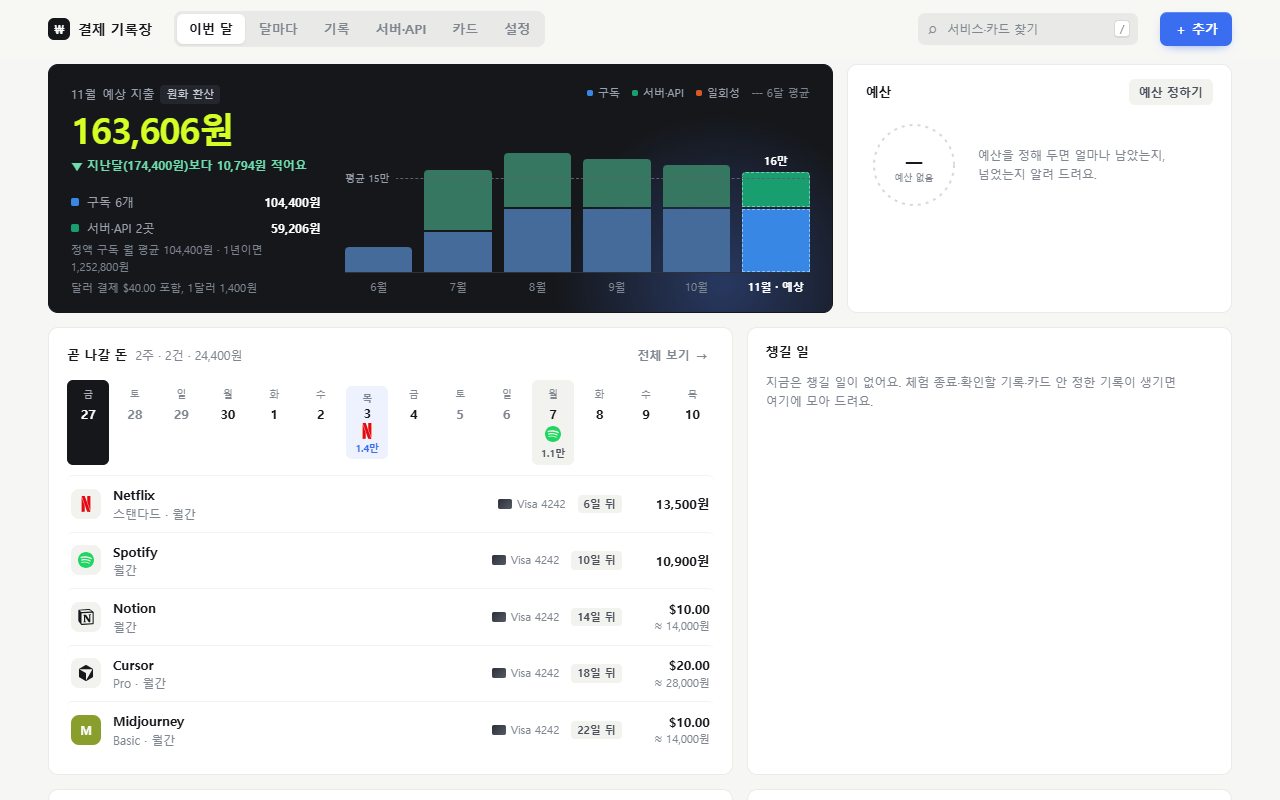 ₩ 결제 기록장
이번 달 달마다 기록 서버·API 카드 설정
서비스·카드 찾기 /
+ 추가
11월 예상 지출 원화 환산
구독 서버·API 일회성 --- 6달 평균
163,606원
▼ 지난달(174,400원)보다 10,794원 적어요
구독 6개 104,400원
서버·API 2곳 59,206원
정액 구독 월 평균 104,400원 · 1년이면
1,252,800원
달러 결제 $40.00 포함, 1달러 1,400원
16만
평균 15만
6월 7월 8월 9월 10월 11월 · 예상
예산
예산 정하기
—
예산 없음
예산을 정해 두면 얼마나 남았는지,
넘었는지 알려 드려요.
곧 나갈 돈 2주 · 2건 · 24,400원
전체 보기 →
금 토 일 월 화 수 목 금 토 일 월 화 수 목
27 28 29 30 1 2 3 4 5 6 7 8 9 10
N
1.4만 1.1만
N
Netflix
스탠다드 · 월간
Visa 4242 6일 뒤 13,500원
Spotify
월간
Visa 4242 10일 뒤 10,900원
N
Notion
월간
Visa 4242 14일 뒤 $10.00
≈ 14,000원
Cursor
Pro · 월간
Visa 4242 18일 뒤 $20.00
≈ 28,000원
M
Midjourney
Basic · 월간
Visa 4242 22일 뒤 $10.00
≈ 14,000원
챙길 일
지금은 챙길 일이 없어요. 체험 종료·확인할 기록·카드 안 정한 기록이 생기면
여기에 모아 드려요.